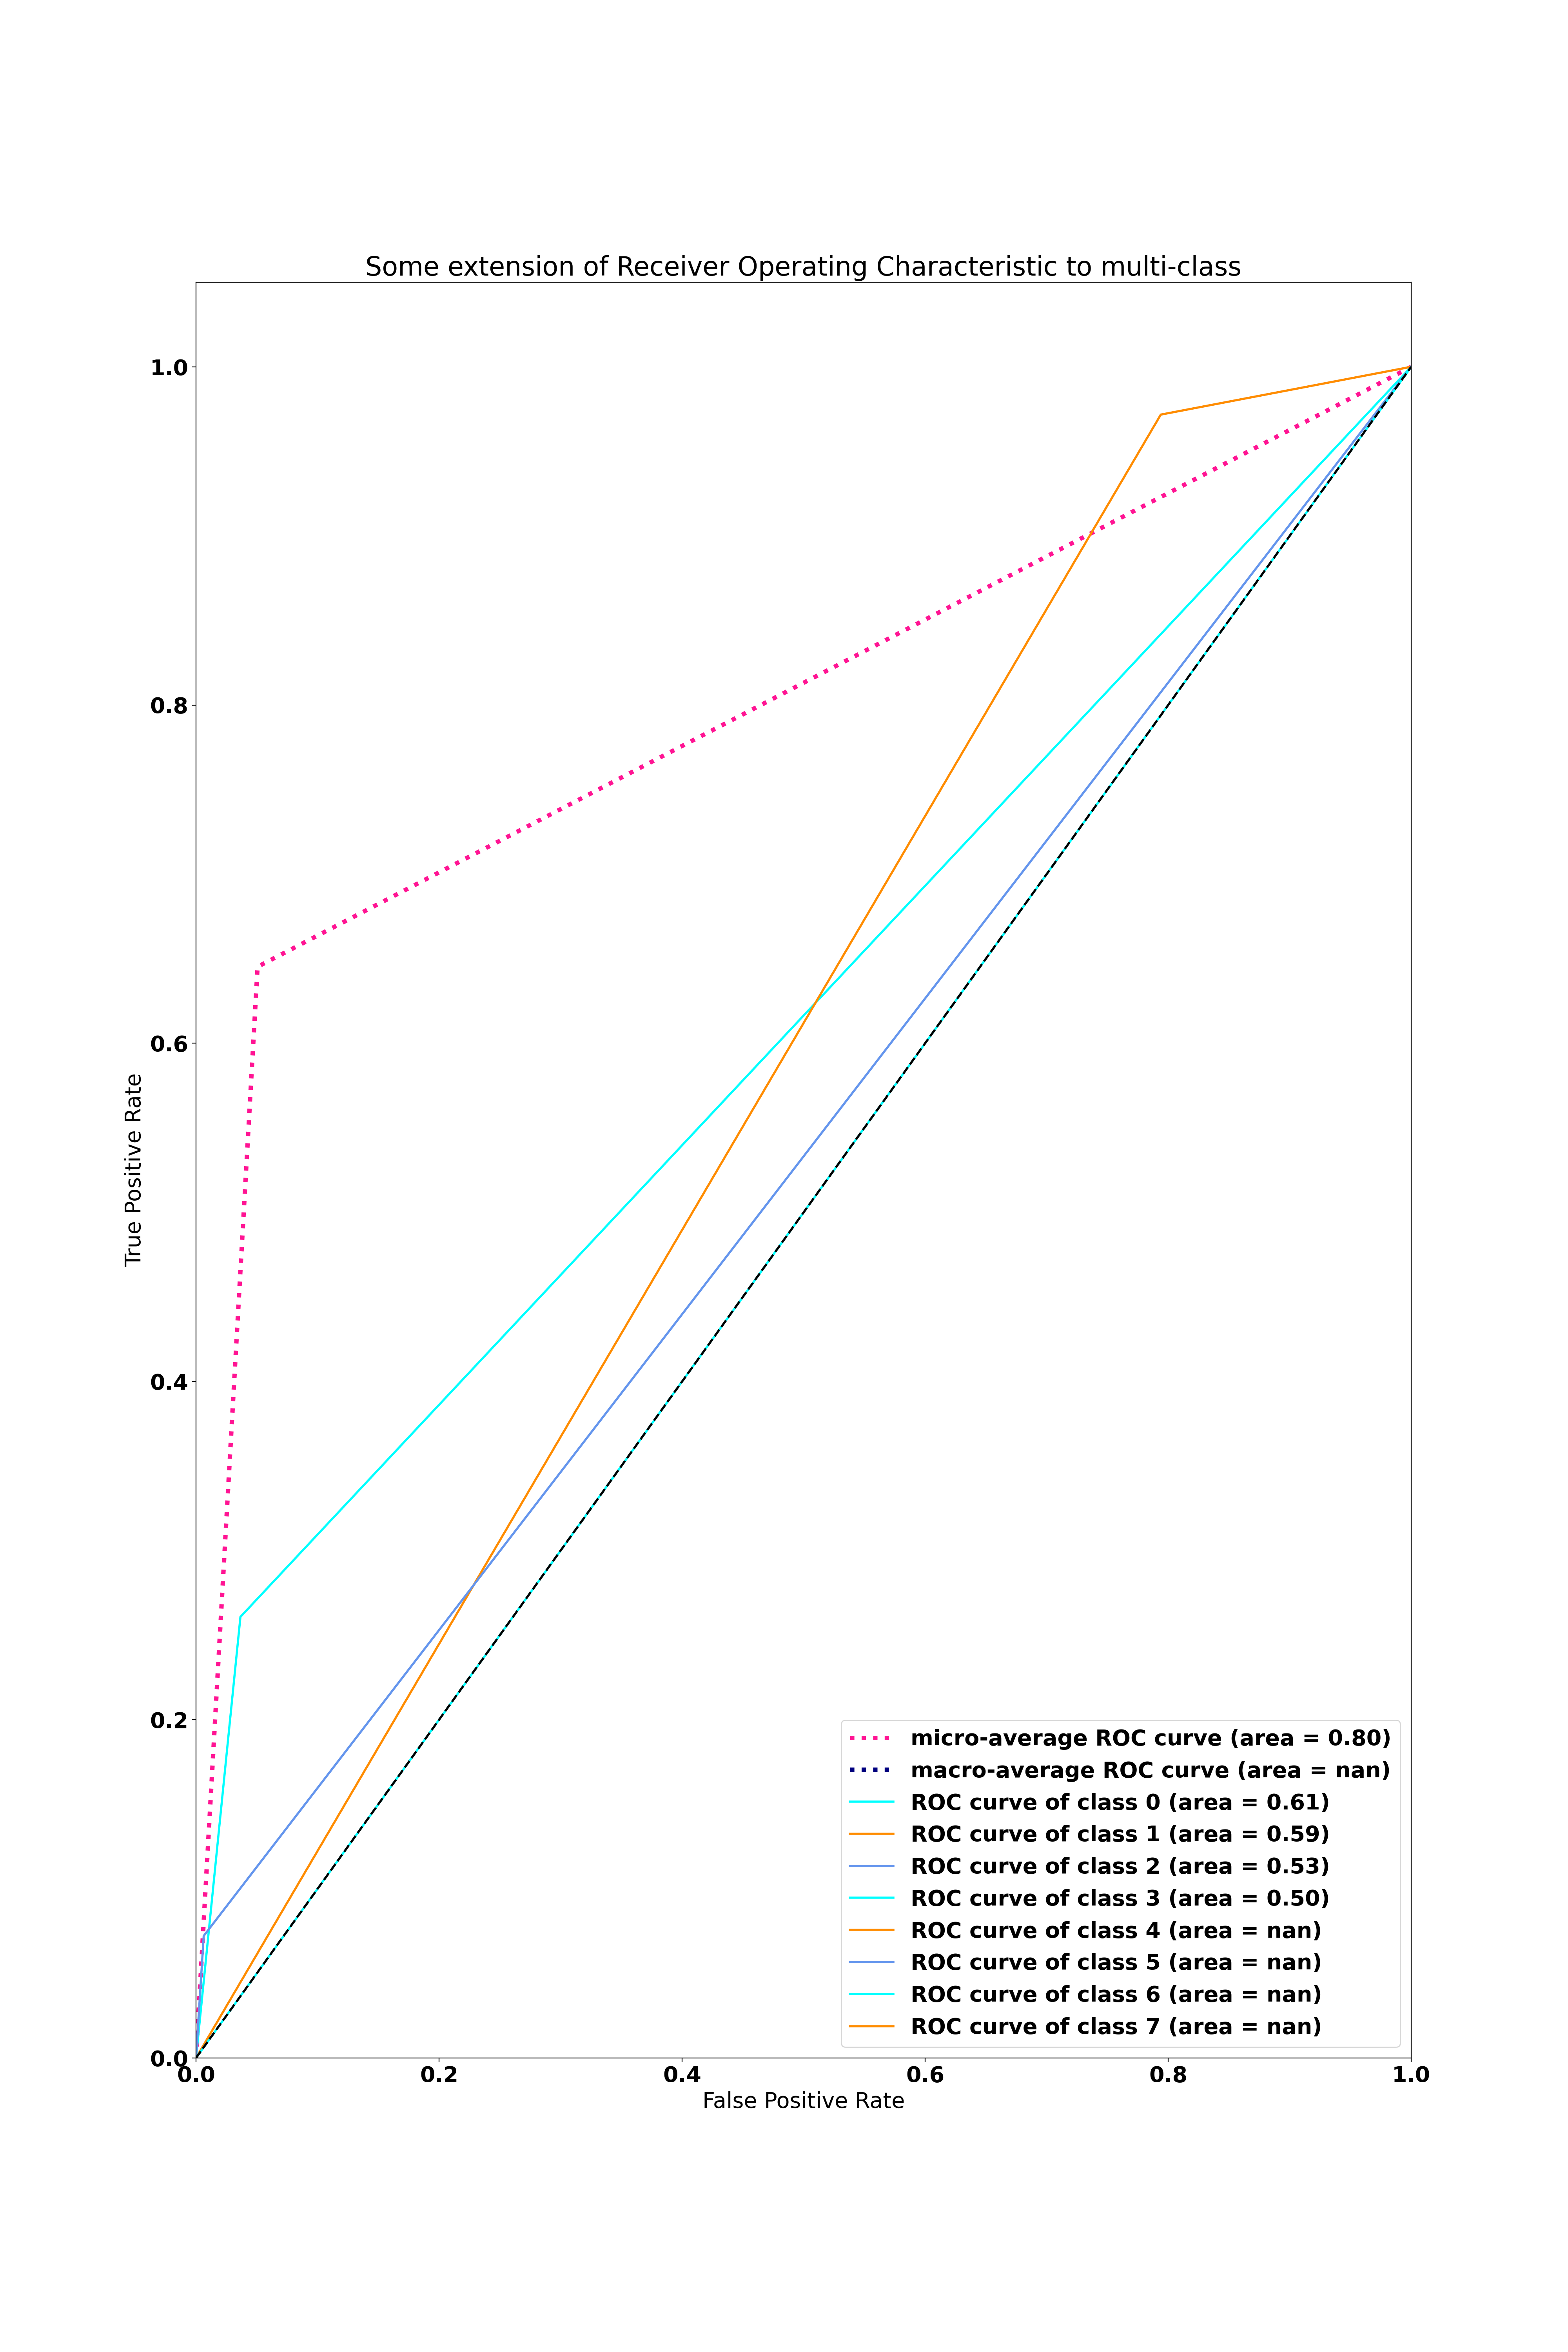 Some extension of Receiver Operating Characteristic to multi-class
1.0
0.8
0.6
0.4
0.2
0.0
True Positive Rate
micro-average ROC curve (area = 0.80)
macro-average ROC curve (area = nan)
ROC curve of class 0 (area = 0.61)
ROC curve of class 1 (area = 0.59)
ROC curve of class 2 (area = 0.53)
ROC curve of class 3 (area = 0.50)
ROC curve of class 4 (area = nan)
ROC curve of class 5 (area = nan)
ROC curve of class 6 (area = nan)
ROC curve of class 7 (area = nan)
0.0 0.2 0.4 0.6 0.8 1.0
False Positive Rate